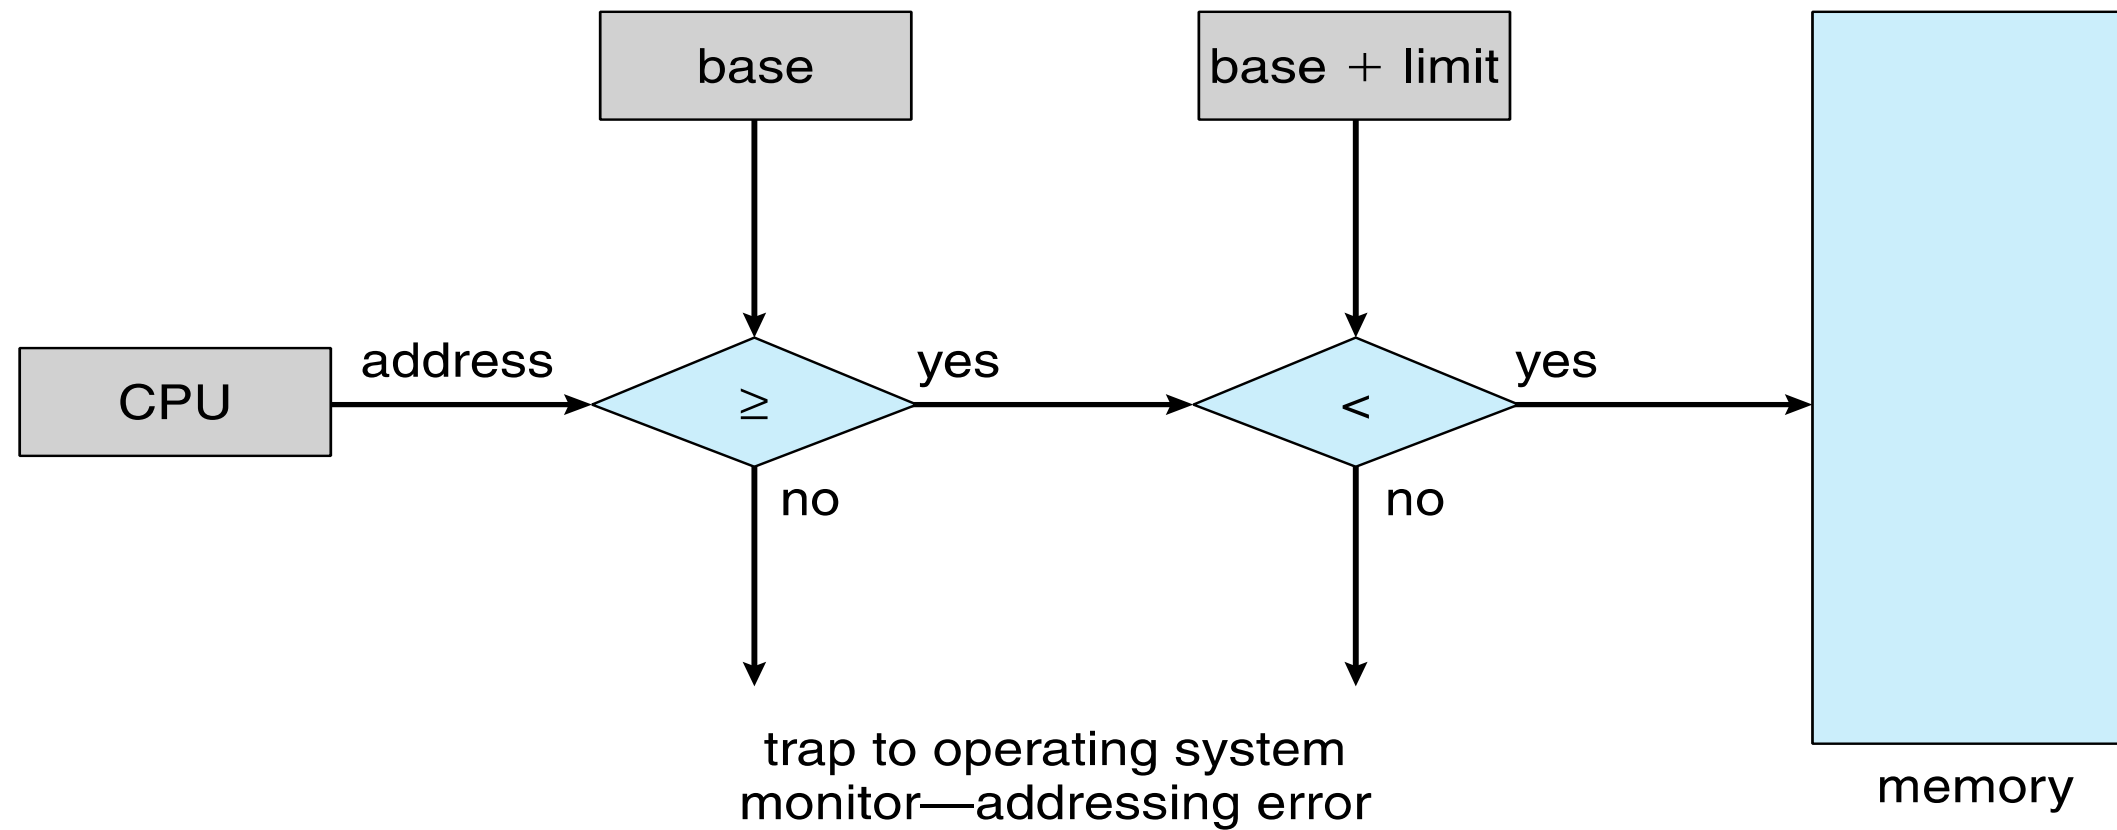 base
base + limit
CPU
address
≥
yes
<
yes
no
no
trap to operating system
monitor—addressing error
memory